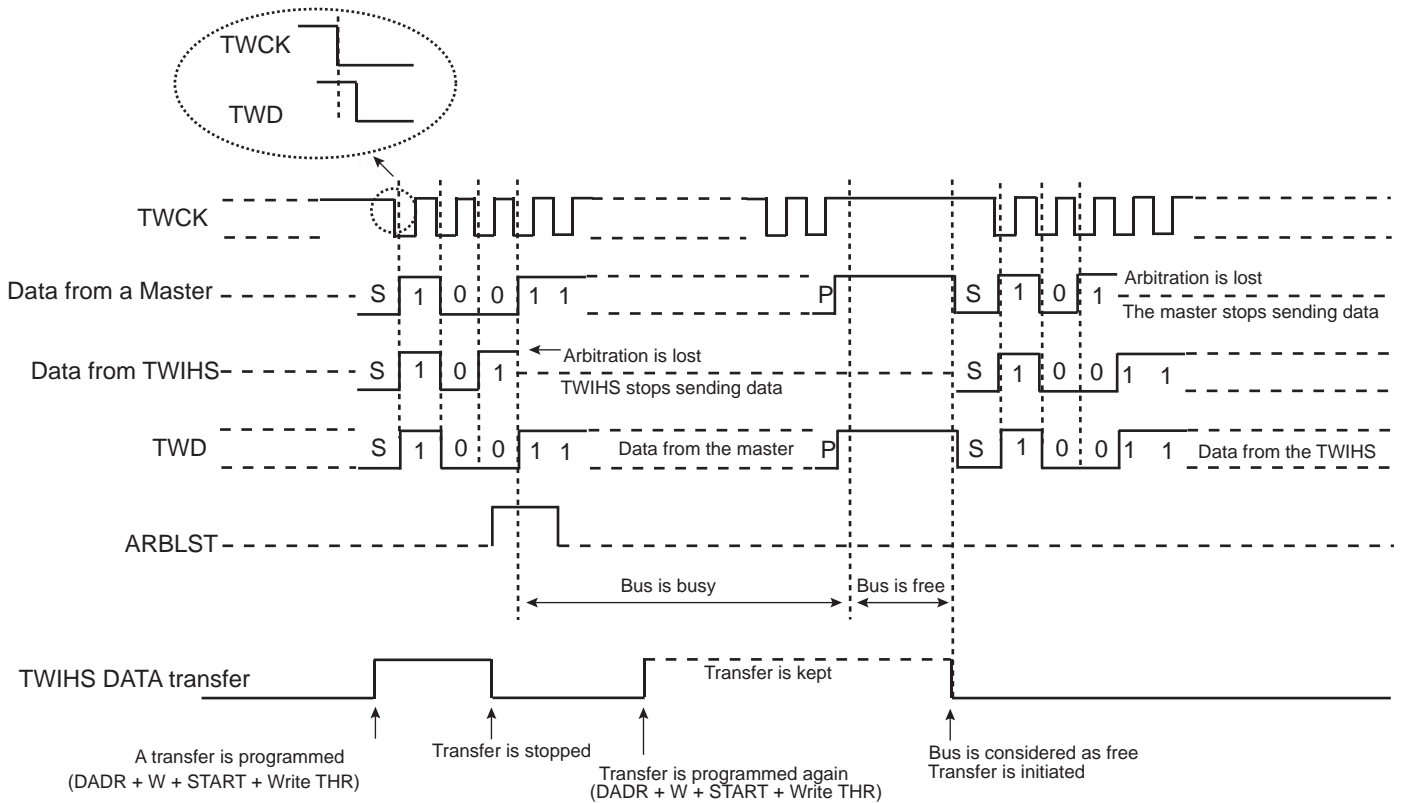 TWCK
TWD
TWCK
Data from a Master S 1 0 0 1 1 P S 1 0 1 Arbitration is lost
The master stops sending data
Data from TWIHS S 1 0 1 Arbitration is lost S 1 0 0 1 1
TWIHS stops sending data
TWD S 1 0 0 1 1 Data from the master P S 1 0 0 1 1 Data from the TWIHS
ARBLST
Bus is busy Bus is free
TWIHS DATA transfer Transfer is kept
A transfer is programmed
(DADR + W + START + Write THR)
Transfer is stopped
Transfer is programmed again
(DADR + W + START + Write THR)
Bus is considered as free
Transfer is initiated